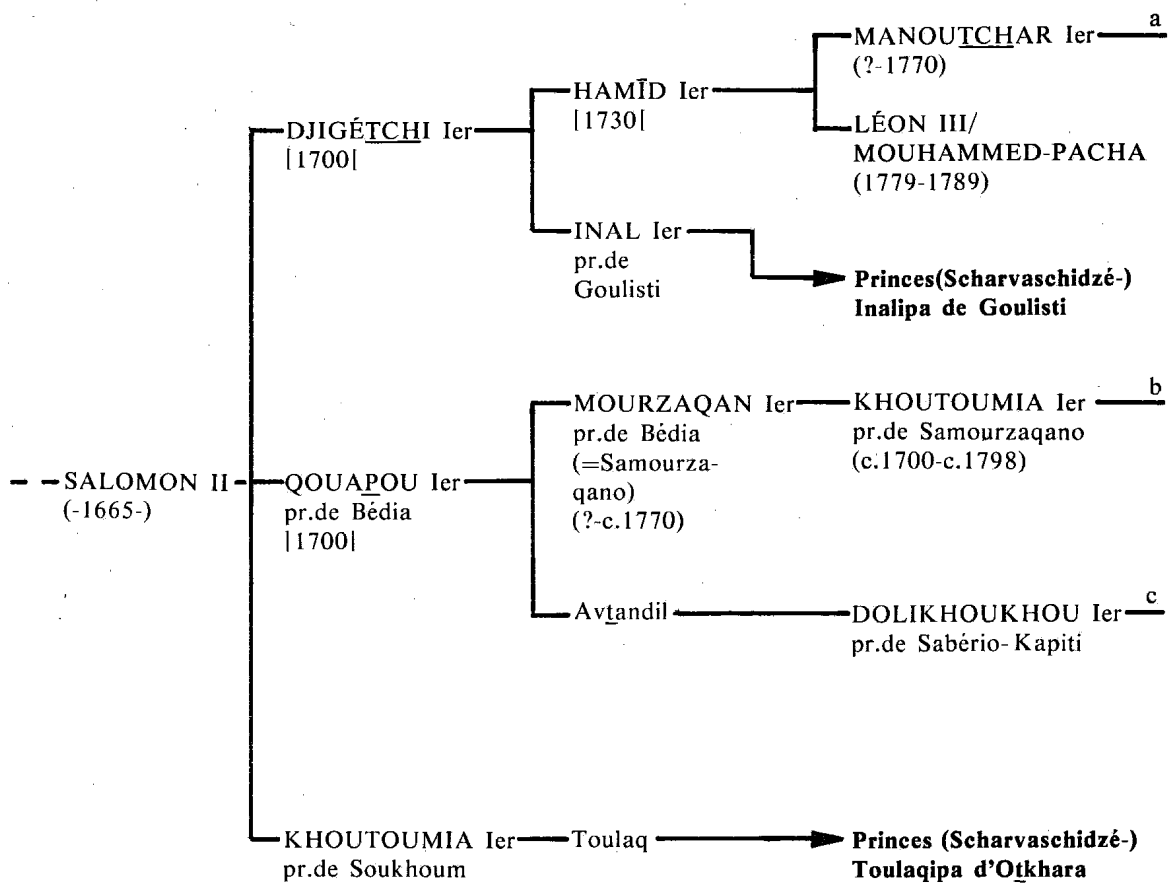 a
MANOUTCHAR Ier
(?-1770)
HAMĪD Ier
[1730[
DJIGÉTCHI Ier
[1700[
LÉON III/
MOUHAMMED-PACHA
(1779-1789)
INAL Ier
pr.de
Goulisti
Princes(Scharvaschidzé-)
Inalipa de Goulisti
b
MOURZAQAN Ier
pr.de Bédia
(=Samourza-
qano)
(?-c.1770)
KHOUTOUMIA Ier
pr.de Samourzaqano
(c.1700-c.1798)
SALOMON II
(-1665-)
QOUAPOU Ier
pr.de Bédia
[1700[
c
Avtandil
DOLIKHOUKHOU Ier
pr.de Sabério-Kapiti
KHOUTOUMIA Ier
pr.de Soukhoum
Toulaq
Princes (Scharvaschidzé-)
Toulaqipa d'Otkhara